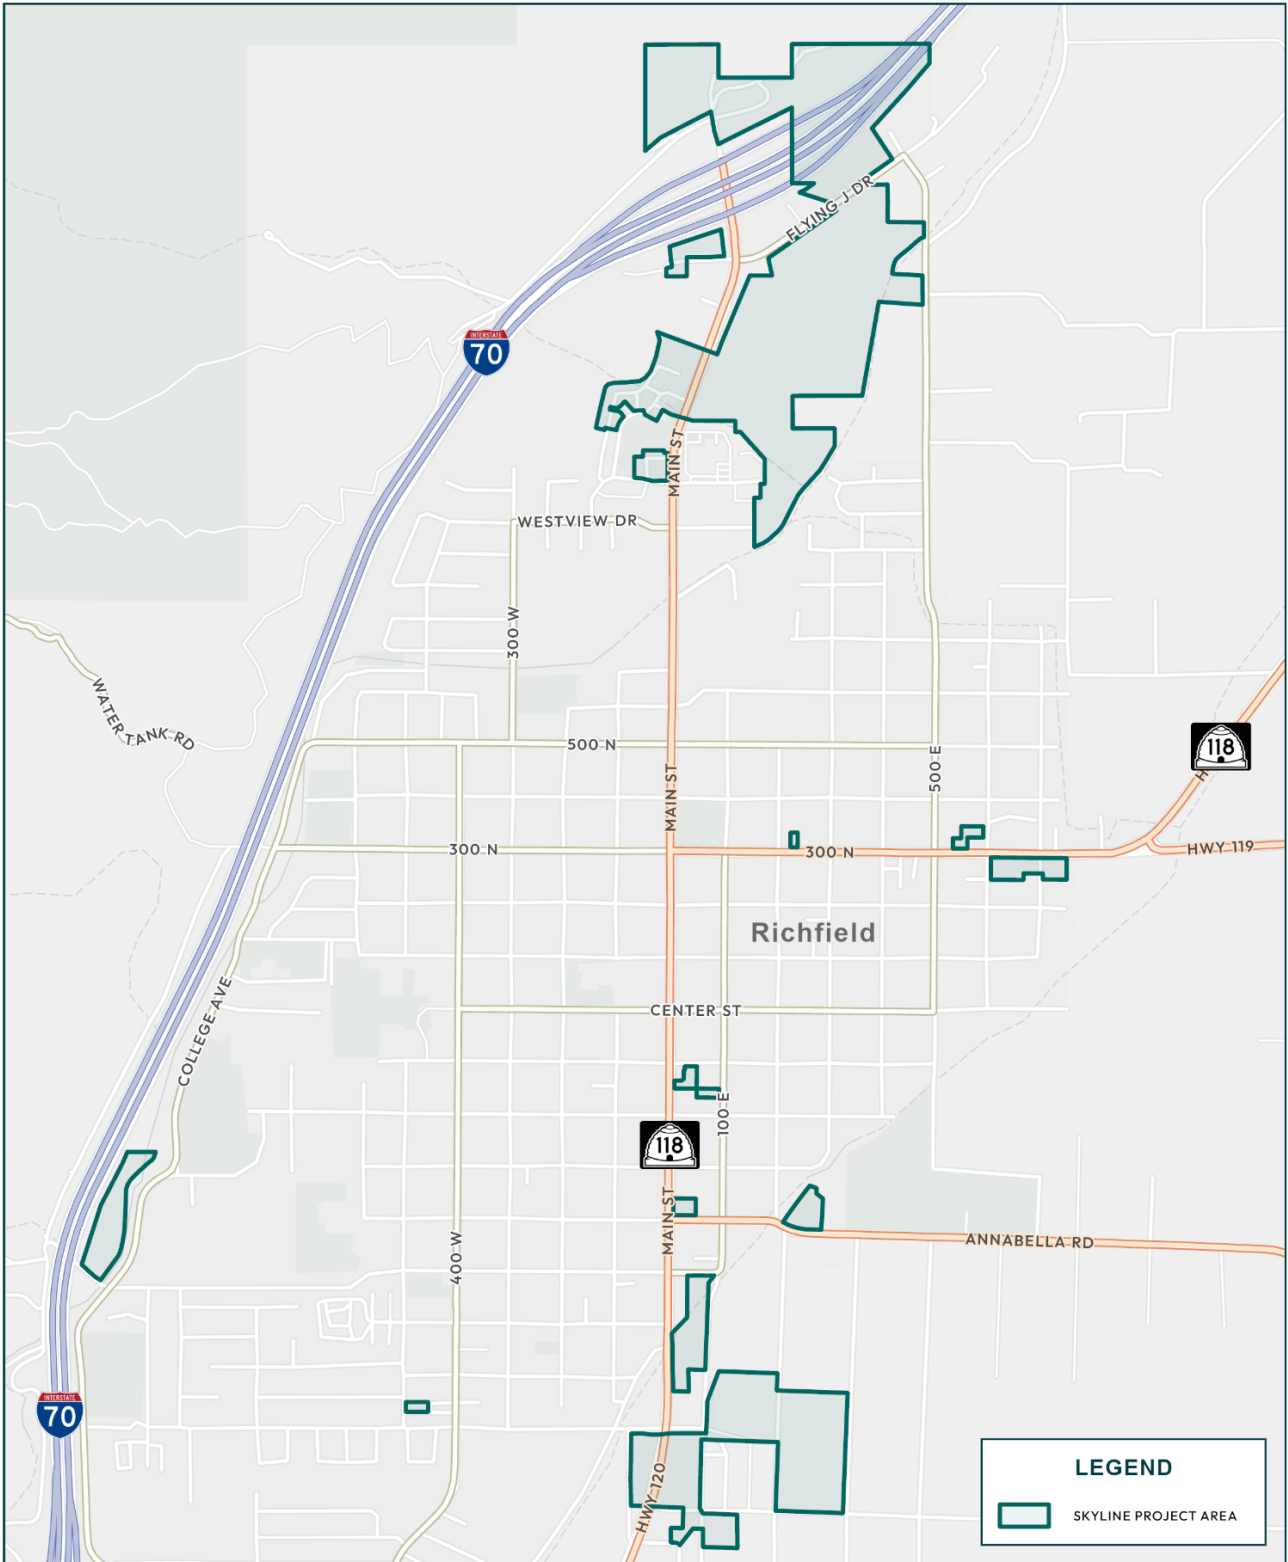 FLYING J DR
INTERSTATE
70
MAIN ST
WESTVIEW DR
300 W
WATER TANK RD
118
500 N
500 E
MAIN ST
300 N
300 N
HWY 119
Richfield
COLLEGE AVE
CENTER ST
100 E
118
MAIN ST
400 W
ANNABELLA RD
INTERSTATE
70
HWY 120
LEGEND
SKYLINE PROJECT AREA